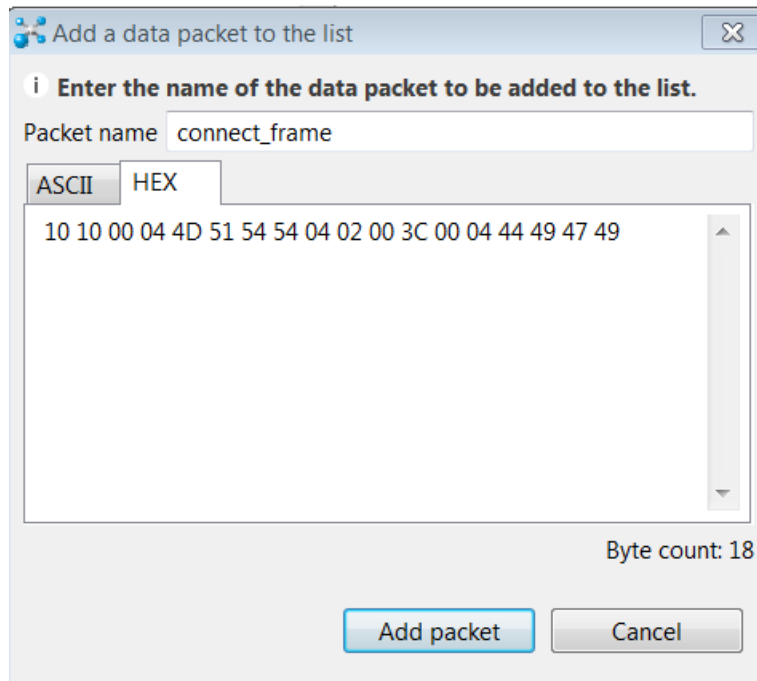 Add a data packet to the list
i Enter the name of the data packet to be added to the list.
Packet name connect_frame
ASCII HEX
10 10 00 04 4D 51 54 54 04 02 00 3C 00 04 44 49 47 49
Byte count: 18
Add packet Cancel